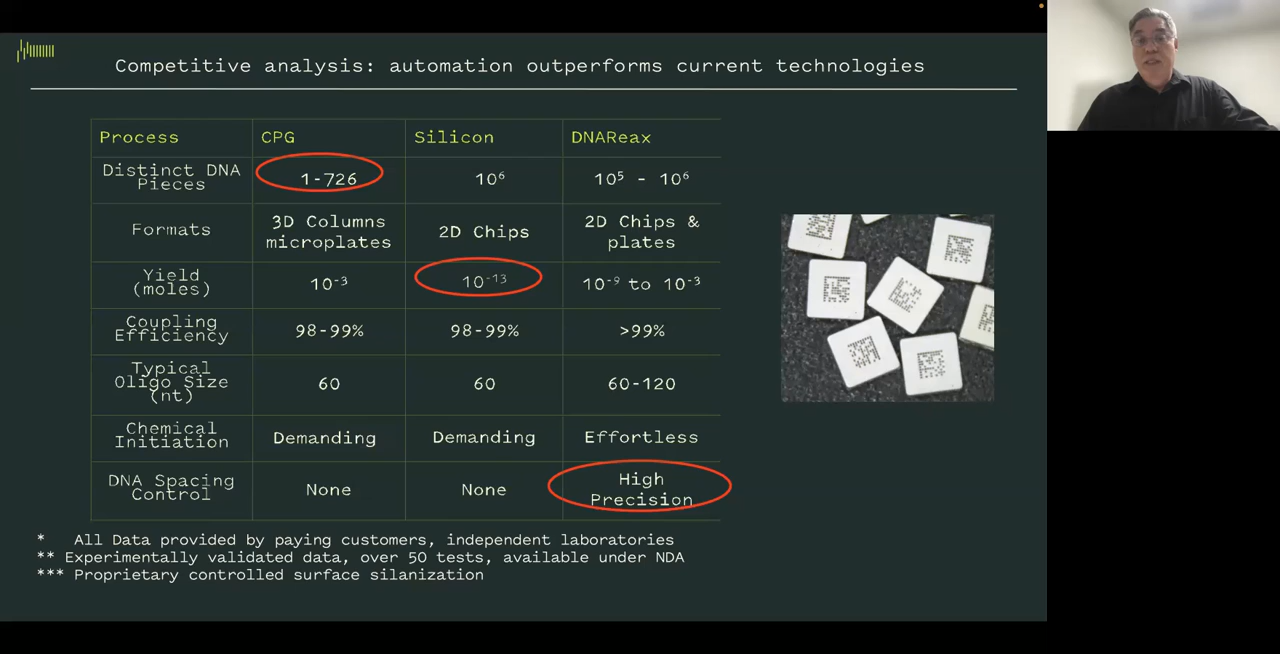 Competitive analysis: automation outperforms current technologies
Process CPG Silicon DNAReax
Distinct DNA
Pieces
1-726 10⁶ 10⁵ - 10⁶
Formats
3D Columns
microplates
2D Chips
2D Chips &
plates
Yield
(moles)
10⁻³ 10⁻¹³ 10⁻⁹ to 10⁻³
Coupling
Efficiency
98-99% 98-99% >99%
Typical
Oligo Size
(nt)
60 60 60-120
Chemical
Initiation
Demanding Demanding Effortless
DNA Spacing
Control
None None
High
Precision
* All Data provided by paying customers, independent laboratories
** Experimentally validated data, over 50 tests, available under NDA
*** Proprietary controlled surface silanization